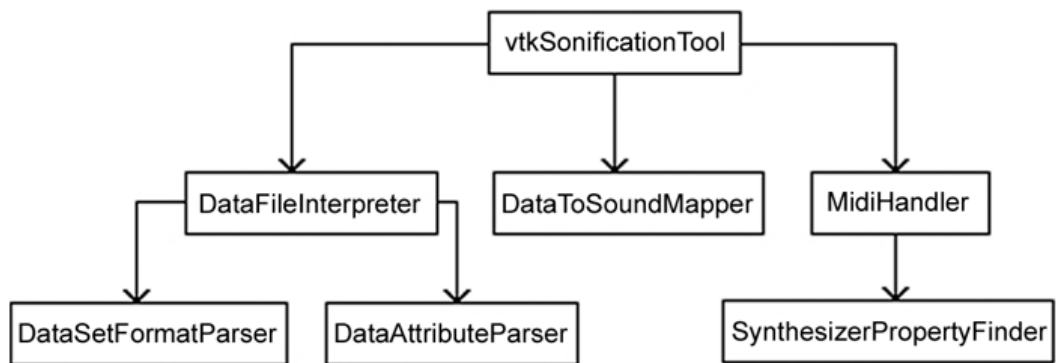 vtkSonificationTool
DataFileInterpreter
DataToSoundMapper
MidiHandler
DataSetFormatParser
DataAttributeParser
SynthesizerPropertyFinder